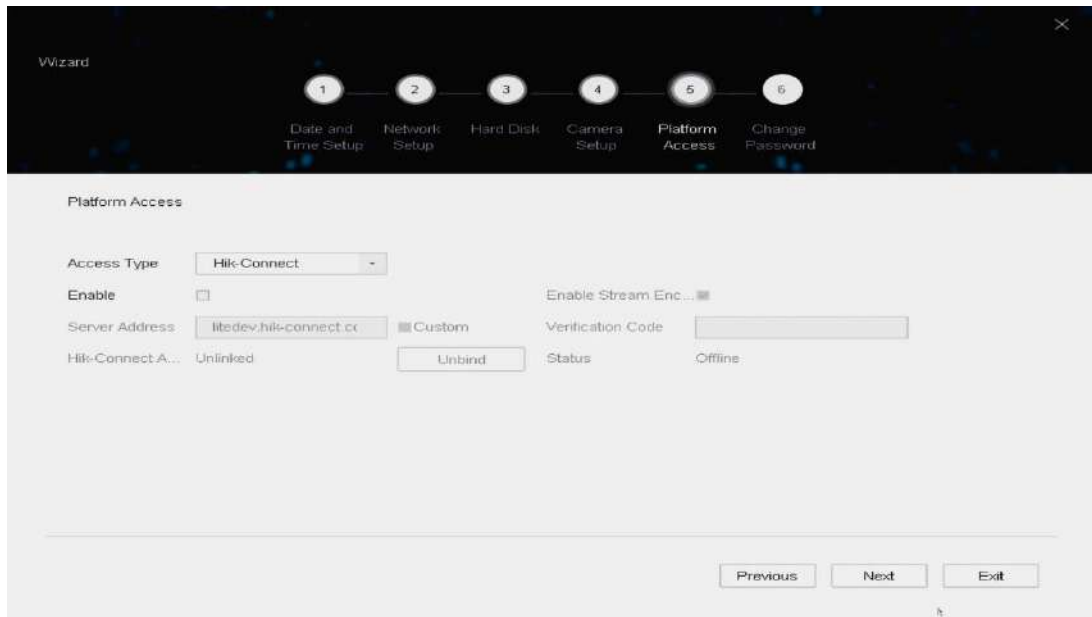 Wizard
1 2 3 4 5 6
Date and Time Setup
Network Setup
Hard Disk
Camera Setup
Platform Access
Change Password
Platform Access
Access Type Hik-Connect
Enable Enable Stream Enc...
Server Address litedev.hik-connect.cc Custom Verification Code
Hik-Connect A... Unlinked Unbind Status Offline
Previous Next Exit